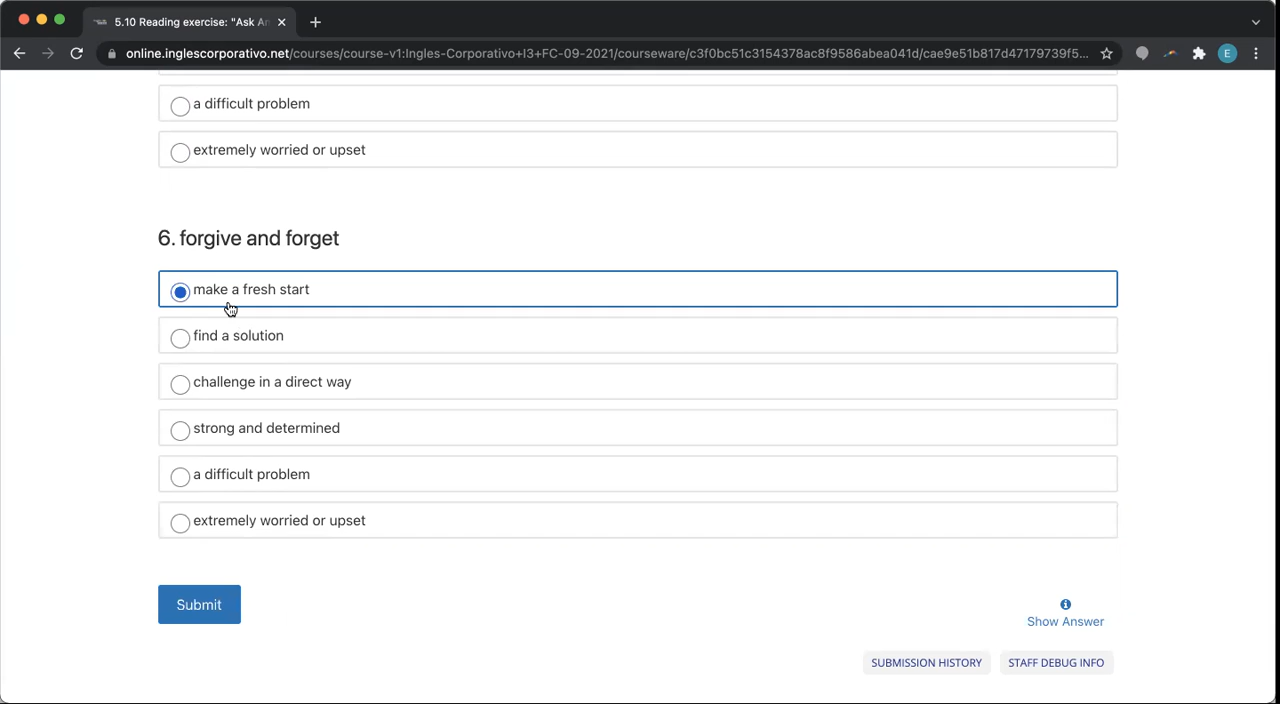 5.10 Reading exercise: "Ask An
online.inglescorporativo.net/courses/course-v1:Ingles-Corporativo+I3+FC-09-2021/courseware/c3f0bc51c3154378ac8f9586abea041d/cae9e51b817d47179739f5...
E
a difficult problem
extremely worried or upset
6. forgive and forget
make a fresh start
find a solution
challenge in a direct way
strong and determined
a difficult problem
extremely worried or upset
Submit
Show Answer
SUBMISSION HISTORY
STAFF DEBUG INFO